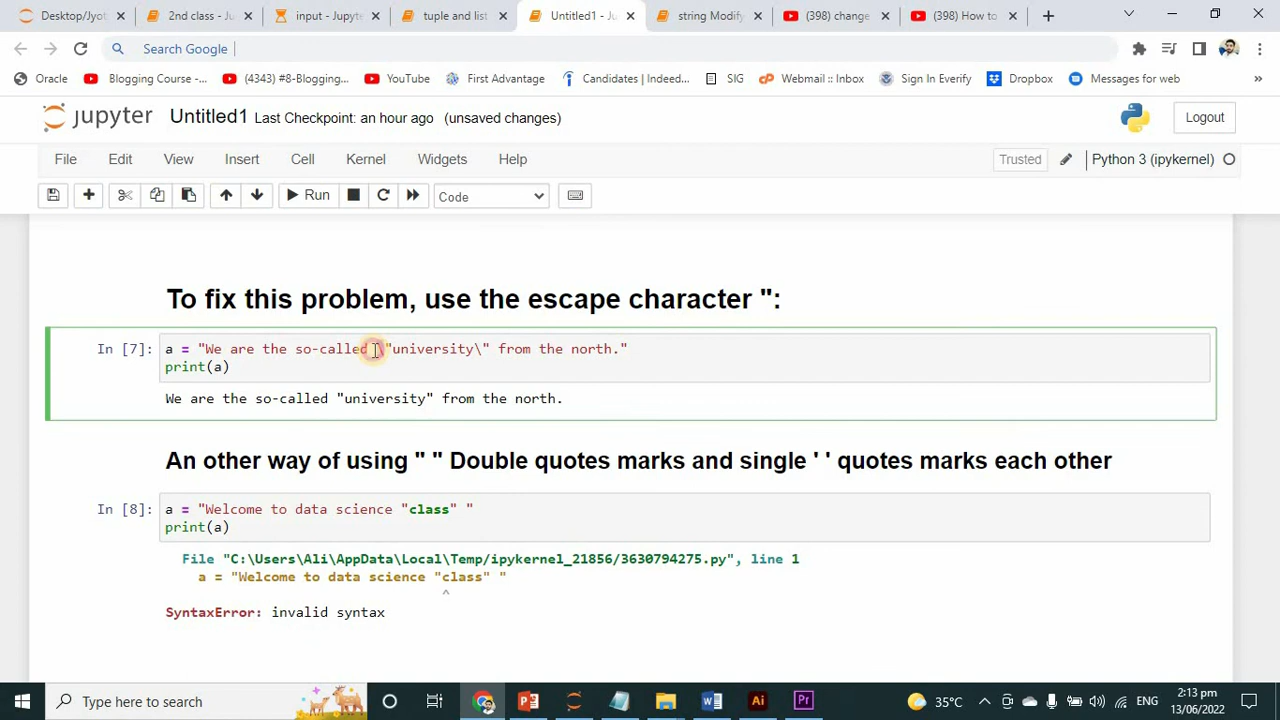 Desktop/Jyot
2nd class - Ju
input - Jupyte
tuple and list
Untitled1 - Ju
string Modify
(398) change
(398) How to
Search Google
Oracle
Blogging Course -...
(4343) #8-Blogging...
YouTube
First Advantage
Candidates | Indeed...
SIG
Webmail :: Inbox
Sign In Everify
Dropbox
Messages for web
»
jupyter Untitled1 Last Checkpoint: an hour ago (unsaved changes)
Logout
File Edit View Insert Cell Kernel Widgets Help
Trusted
Python 3 (ipykernel)
Run
Code
To fix this problem, use the escape character ":
In [7]: a = "We are the so-called \"university\" from the north."
print(a)
We are the so-called "university" from the north.
An other way of using " " Double quotes marks and single ' ' quotes marks each other
In [8]: a = "Welcome to data science "class" "
print(a)
File "C:\Users\Ali\AppData\Local\Temp/ipykernel_21856/3630794275.py", line 1
a = "Welcome to data science "class" "
^
SyntaxError: invalid syntax
Type here to search
35°C
ENG
2:13 pm
13/06/2022